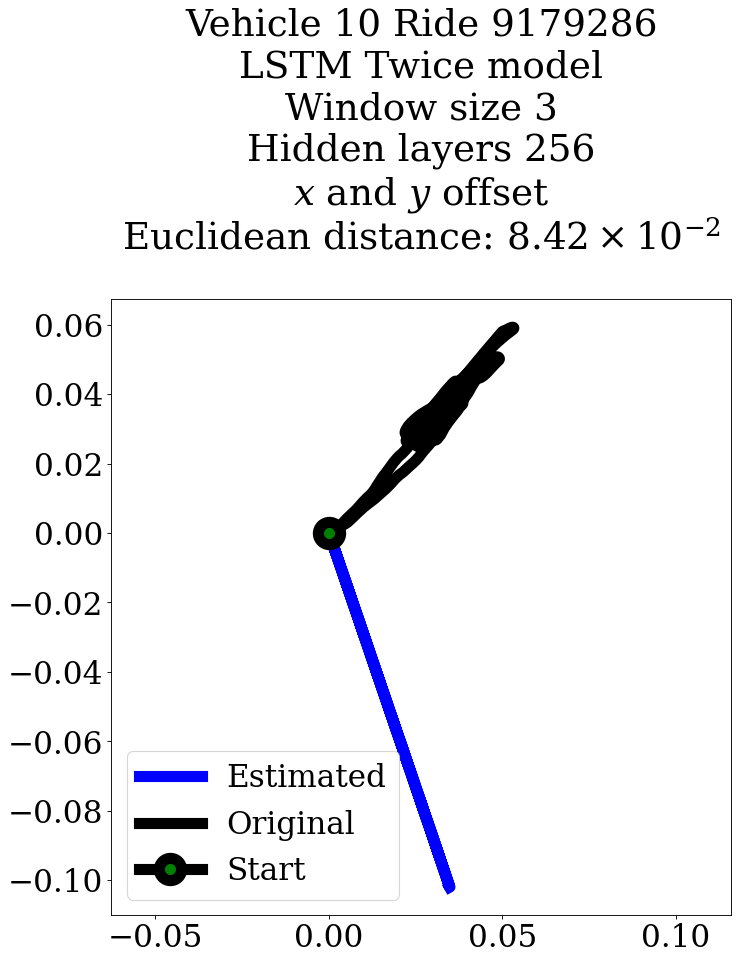 Vehicle 10 Ride 9179286
LSTM Twice model
Window size 3
Hidden layers 256
x and y offset
Euclidean distance: 8.42 × 10⁻²
0.06
0.04
0.02
0.00
−0.02
−0.04
−0.06
−0.08
−0.10
Estimated
Original
Start
−0.05
0.00
0.05
0.10